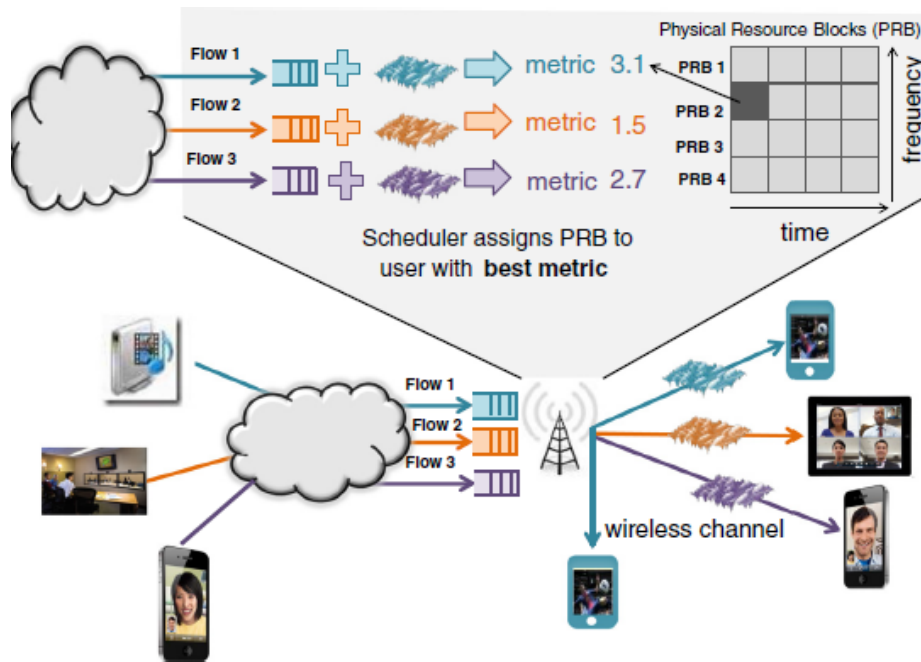 Physical Resource Blocks (PRB)
Flow 1
metric 3.1
PRB 1
Flow 2
metric 1.5
PRB 2
Flow 3
metric 2.7
PRB 3
PRB 4
frequency
time
Scheduler assigns PRB to
user with best metric
Flow 1
Flow 2
Flow 3
wireless channel